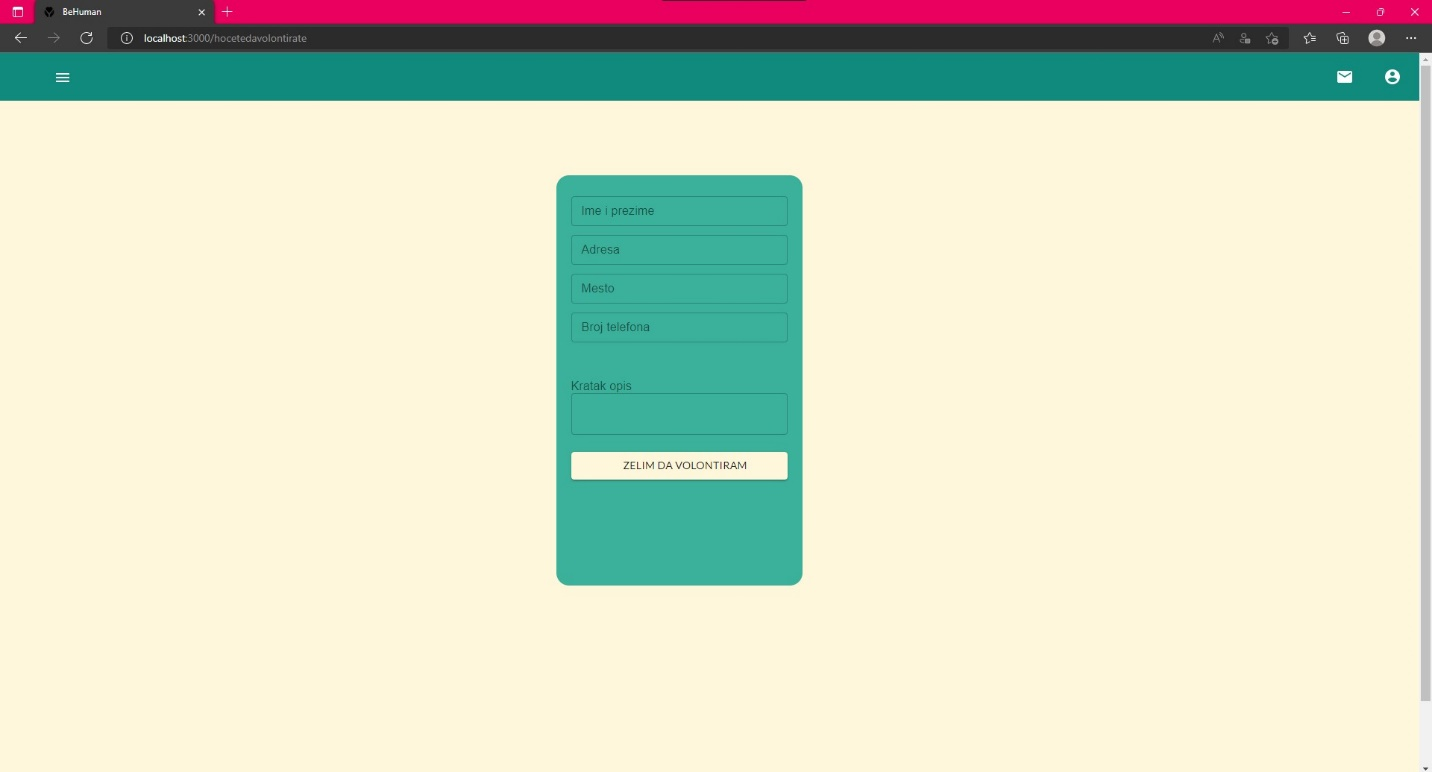 BeHuman
localhost:3000/hocetedavolontirate
Ime i prezime
Adresa
Mesto
Broj telefona
Kratak opis
ZELIM DA VOLONTIRAM